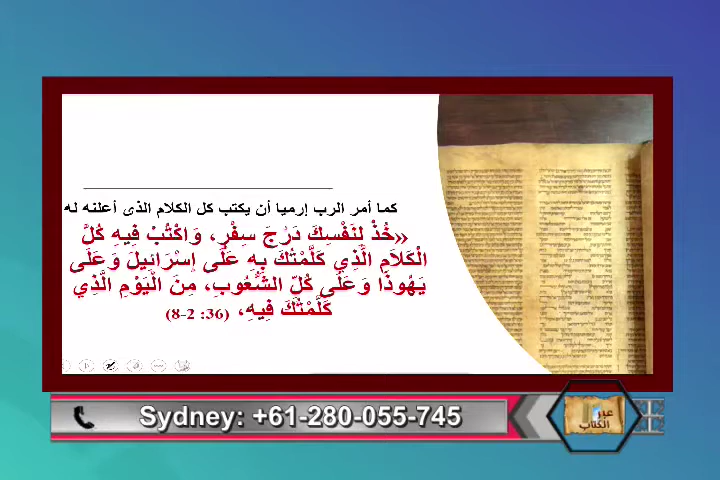 كما أمر الرب إرميا أن يكتب كل الكلام الذى أعلنه له
«خُذْ لِنَفْسِكَ دَرْجَ سِفْرٍ، وَاكْتُبْ فِيهِ كُلَّ
الْكَلاَمِ الَّذِي كَلَّمْتُكَ بِهِ عَلَى إِسْرَائِيلَ وَعَلَى
يَهُوذَا وَعَلَى كُلِّ الشُّعُوبِ، مِنَ الْيَوْمِ الَّذِي
كَلَّمْتُكَ فِيهِ، (36: 2-8)
Sydney: +61-280-055-745
عبر
الكتاب